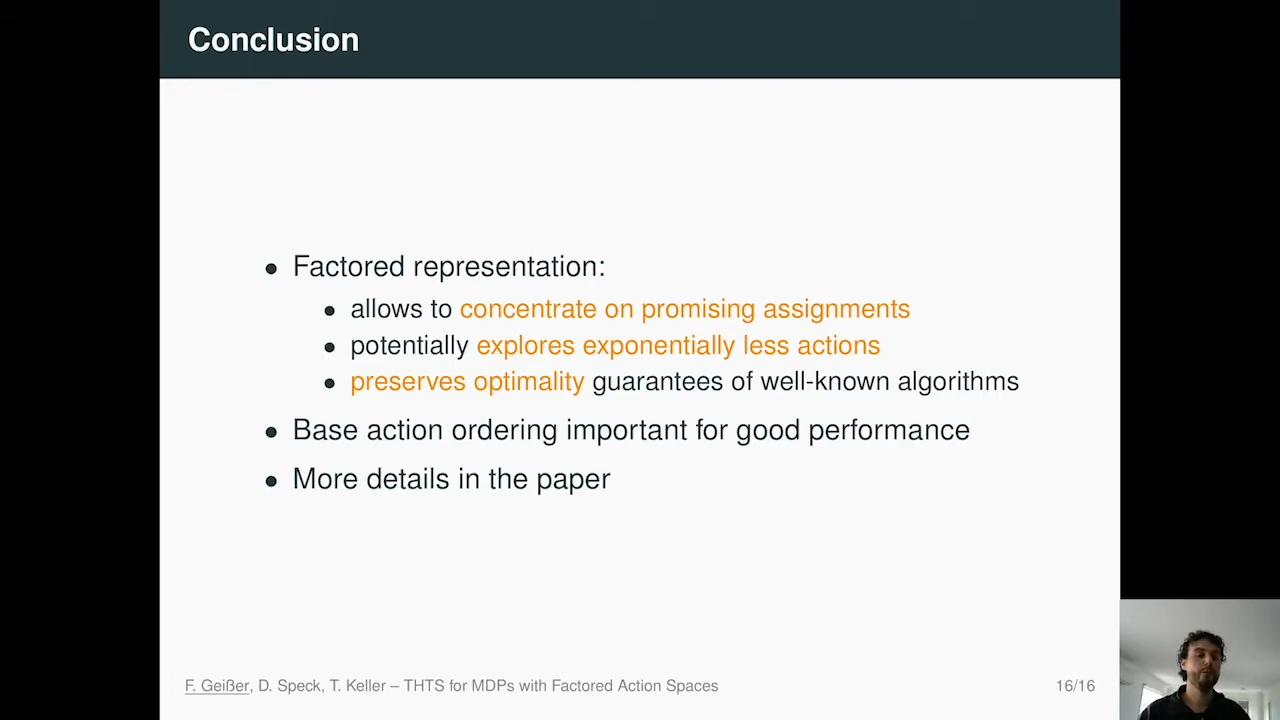 Conclusion
• Factored representation:
• allows to concentrate on promising assignments
• potentially explores exponentially less actions
• preserves optimality guarantees of well-known algorithms
• Base action ordering important for good performance
• More details in the paper
F. Geißer, D. Speck, T. Keller – THTS for MDPs with Factored Action Spaces
16/16